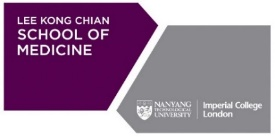 LEE KONG CHIAN
SCHOOL OF
MEDICINE
NANYANG
TECHNOLOGICAL
UNIVERSITY
Imperial College
London